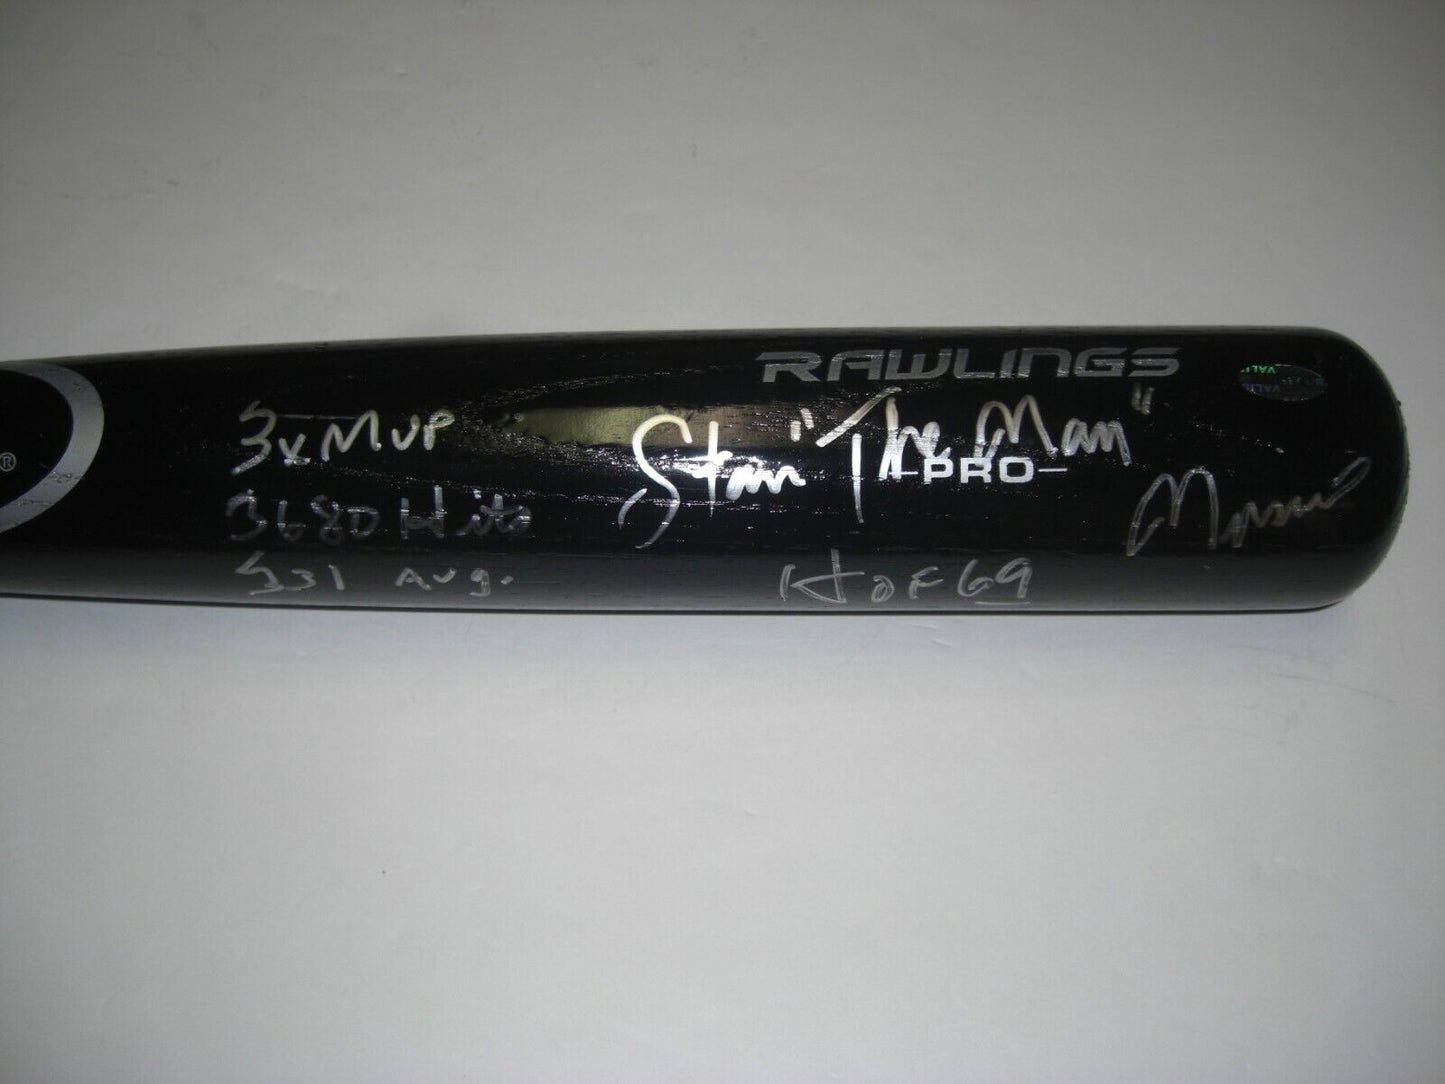 RAWLINGS
3x MVP
Stan "The Man"
-PRO-
Musial
3630 Hits
331 Avg.
HOF 69
®